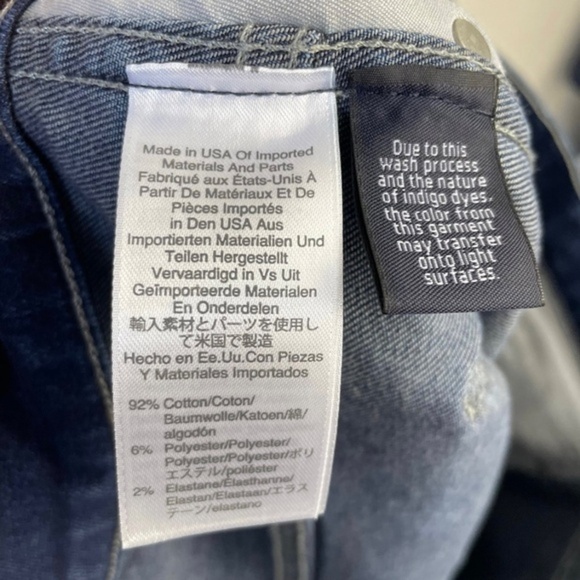 Made in USA Of Imported
Materials And Parts
Fabriqué aux États-Unis À
Partir De Matériaux Et De
Pièces Importés
in Den USA Aus
Importierten Materialien Und
Teilen Hergestellt
Vervaardigd in Vs Uit
Geïmporteerde Materialen
En Onderdelen
輸入素材とパーツを使用し
て米国で製造
Hecho en Ee.Uu.Con Piezas
Y Materiales Importados
92% Cotton/Coton/
Baumwolle/Katoen/綿/
algodón
6% Polyester/Polyester/
Polyester/Polyester/ポリ
エステル/poliéster
2% Elastane/Élasthanne/
Elastan/Elastaan/エラス
テーン/elastano
Due to this
wash process
and the nature
of indigo dyes.
the color from
this garment
may transfer
onto light
surfaces.